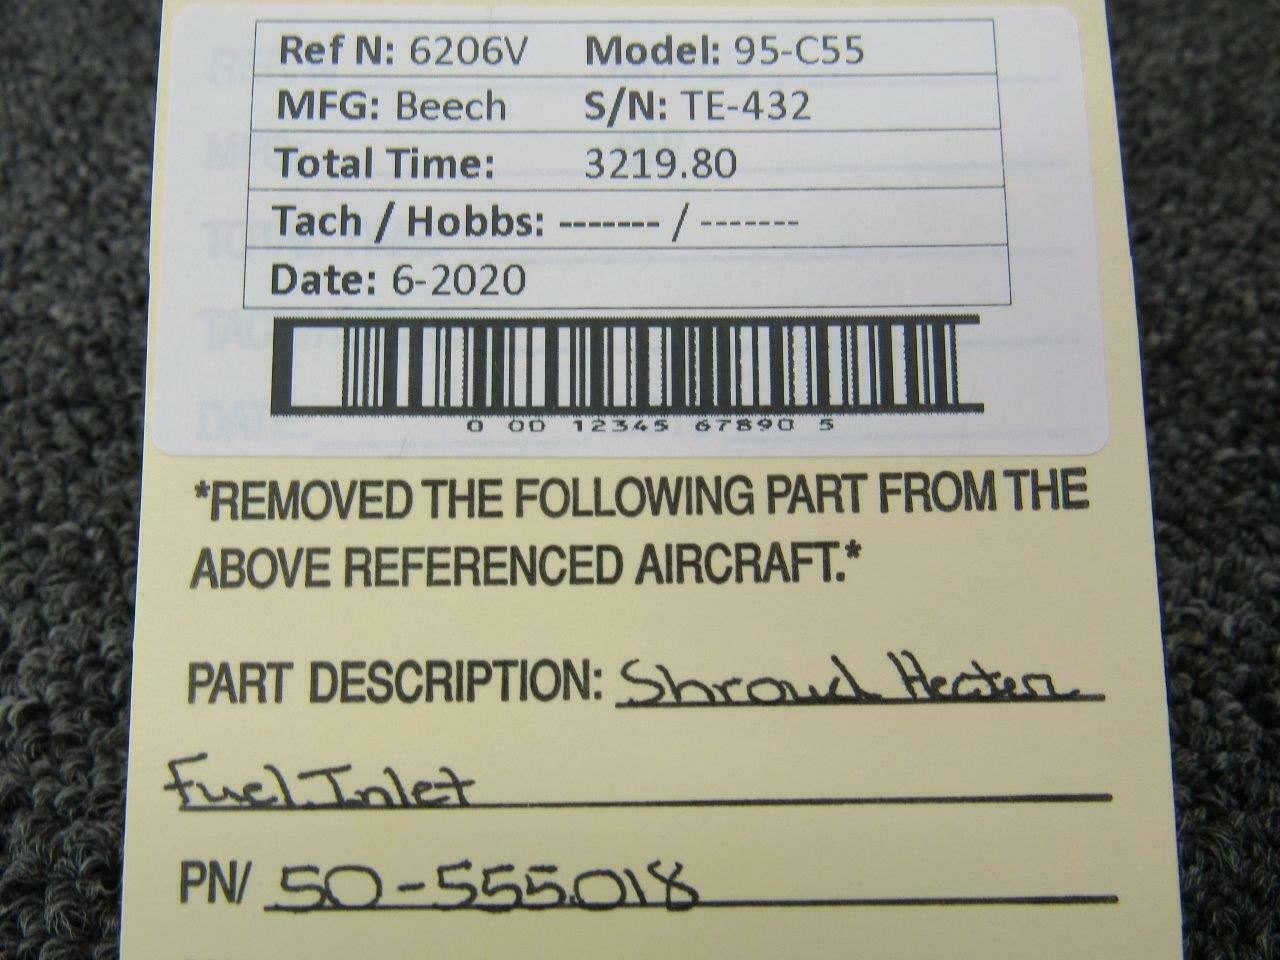 Ref N: 6206V Model: 95-C55
MFG: Beech S/N: TE-432
Total Time: 3219.80
Tach / Hobbs: ------- / -------
Date: 6-2020
0 00 12345 67890 5
*REMOVED THE FOLLOWING PART FROM THE
ABOVE REFERENCED AIRCRAFT.*
PART DESCRIPTION: Shroud Heater
Fuel Inlet
PN/ 50-555018